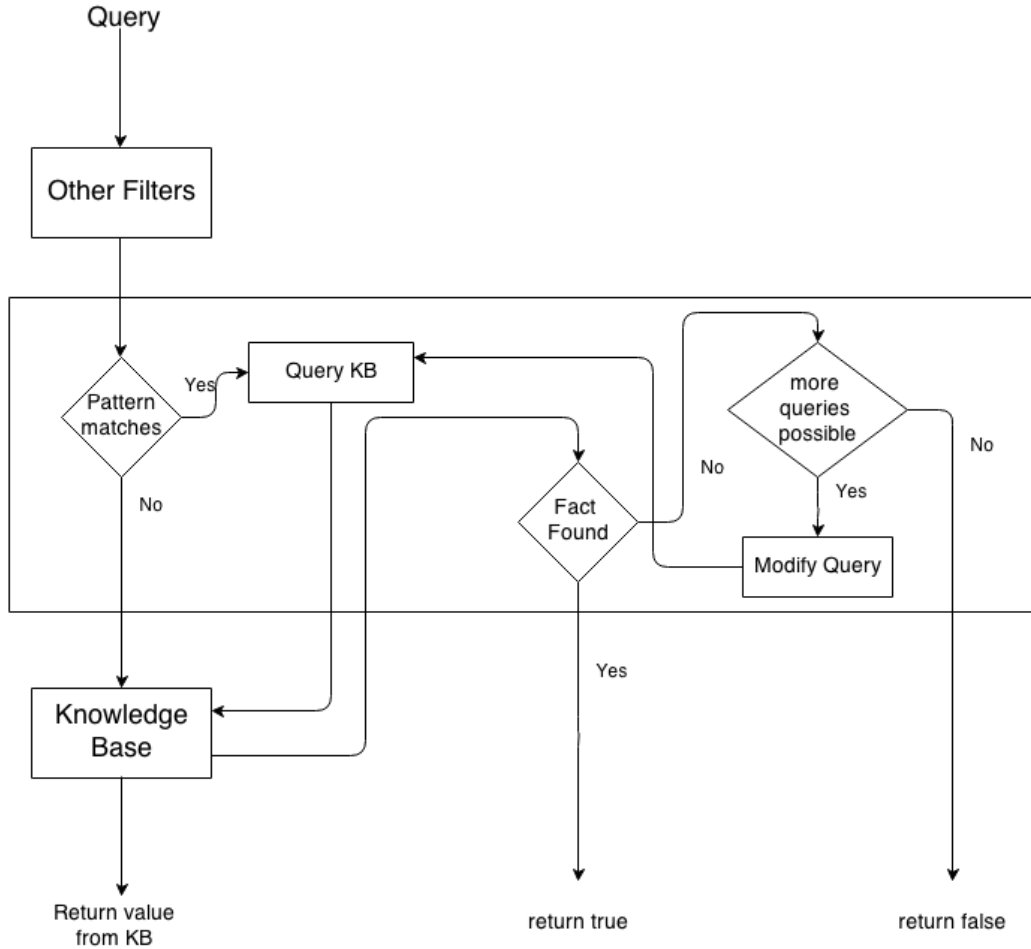 Query
Other Filters
Pattern
matches
Yes
No
Query KB
Fact
Found
No
Yes
more
queries
possible
Yes
No
Modify Query
Knowledge
Base
Return value
from KB
return true
return false